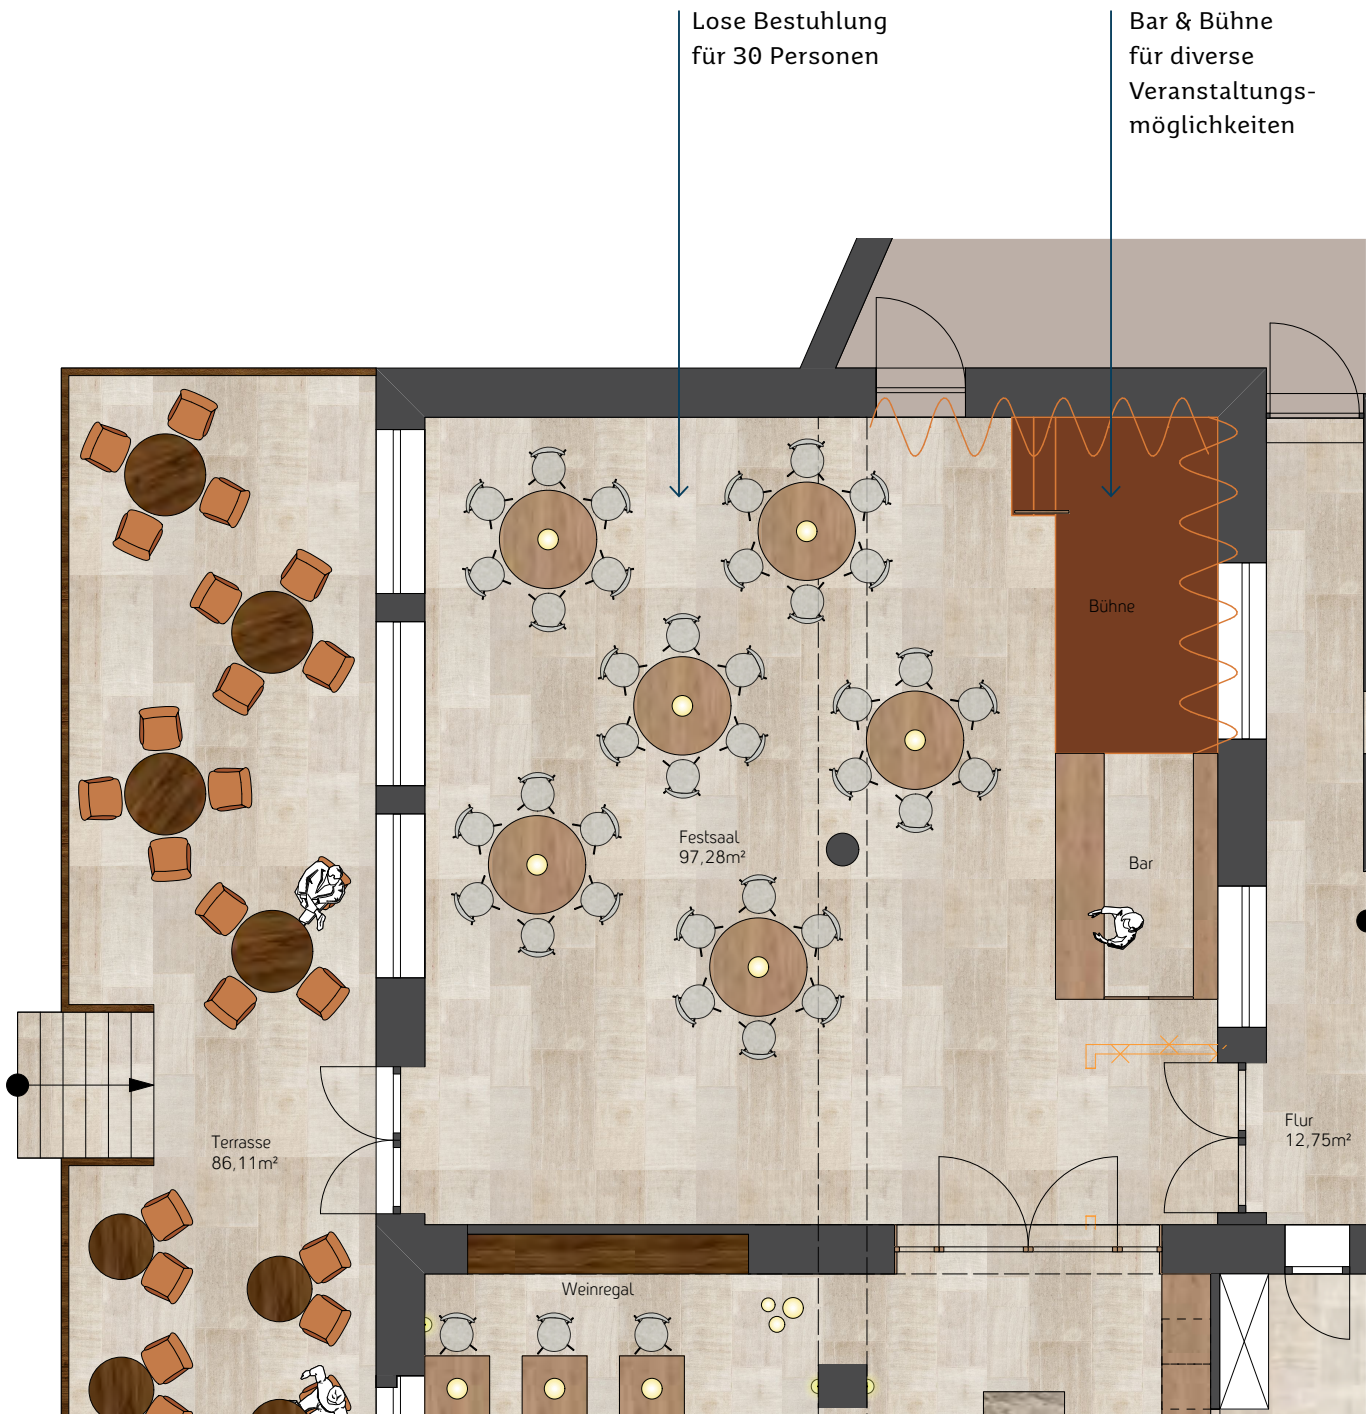 Lose Bestuhlung
für 30 Personen
Bar & Bühne
für diverse
Veranstaltungs-
möglichkeiten
Bühne
Festsaal
97,28m²
Bar
Terrasse
86,11m²
Flur
12,75m²
Weinregal